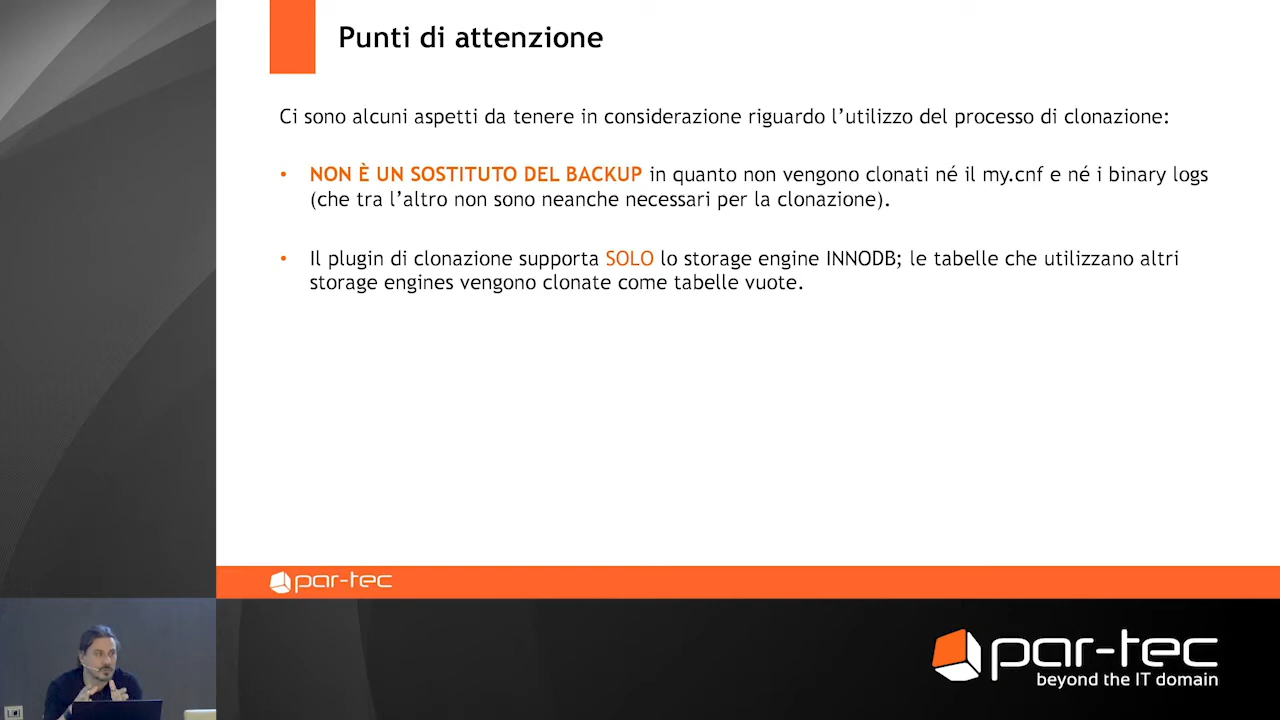 Punti di attenzione
Ci sono alcuni aspetti da tenere in considerazione riguardo l’utilizzo del processo di clonazione:
• NON È UN SOSTITUTO DEL BACKUP in quanto non vengono clonati né il my.cnf e né i binary logs
(che tra l’altro non sono neanche necessari per la clonazione).
• Il plugin di clonazione supporta SOLO lo storage engine INNODB; le tabelle che utilizzano altri
storage engines vengono clonate come tabelle vuote.
par-tec
par-tec
beyond the IT domain